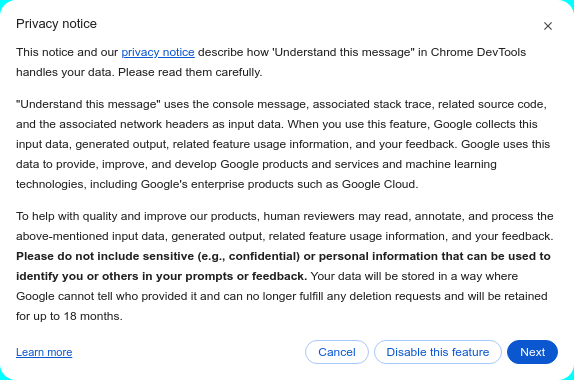 Privacy notice
This notice and our privacy notice describe how 'Understand this message" in Chrome DevTools
handles your data. Please read them carefully.
"Understand this message" uses the console message, associated stack trace, related source code,
and the associated network headers as input data. When you use this feature, Google collects this
input data, generated output, related feature usage information, and your feedback. Google uses this
data to provide, improve, and develop Google products and services and machine learning
technologies, including Google's enterprise products such as Google Cloud.
To help with quality and improve our products, human reviewers may read, annotate, and process the
above-mentioned input data, generated output, related feature usage information, and your feedback.
Please do not include sensitive (e.g., confidential) or personal information that can be used to
identify you or others in your prompts or feedback. Your data will be stored in a way where
Google cannot tell who provided it and can no longer fulfill any deletion requests and will be retained
for up to 18 months.
Learn more Cancel Disable this feature Next